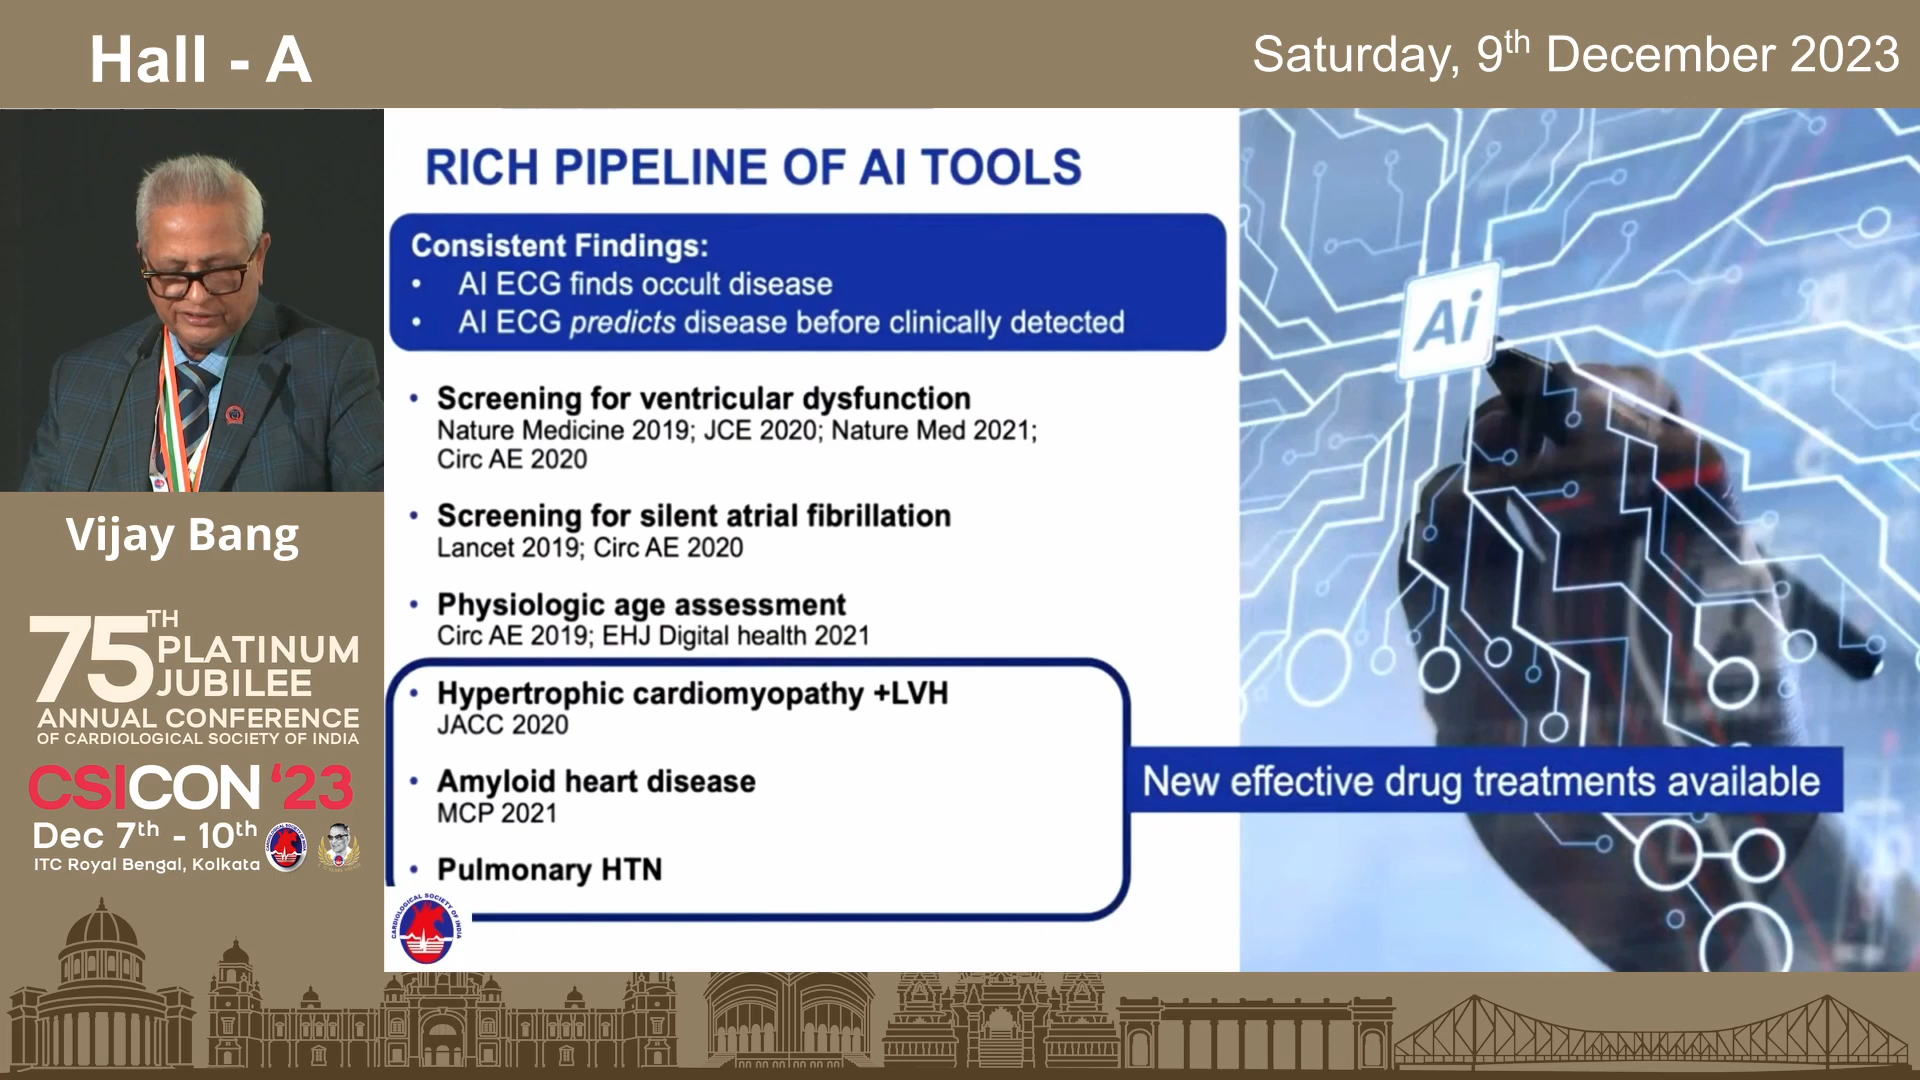 Hall - A
Saturday, 9th December 2023
RICH PIPELINE OF AI TOOLS
Consistent Findings:
• AI ECG finds occult disease
• AI ECG predicts disease before clinically detected
• Screening for ventricular dysfunction
Nature Medicine 2019; JCE 2020; Nature Med 2021;
Circ AE 2020
• Screening for silent atrial fibrillation
Lancet 2019; Circ AE 2020
• Physiologic age assessment
Circ AE 2019; EHJ Digital health 2021
• Hypertrophic cardiomyopathy +LVH
JACC 2020
• Amyloid heart disease
MCP 2021
• Pulmonary HTN
New effective drug treatments available
Ai
CARDIOLOGICAL SOCIETY OF INDIA
Vijay Bang
75TH
PLATINUM
JUBILEE
ANNUAL CONFERENCE
OF CARDIOLOGICAL SOCIETY OF INDIA
CSICON '23
Dec 7th - 10th
ITC Royal Bengal, Kolkata